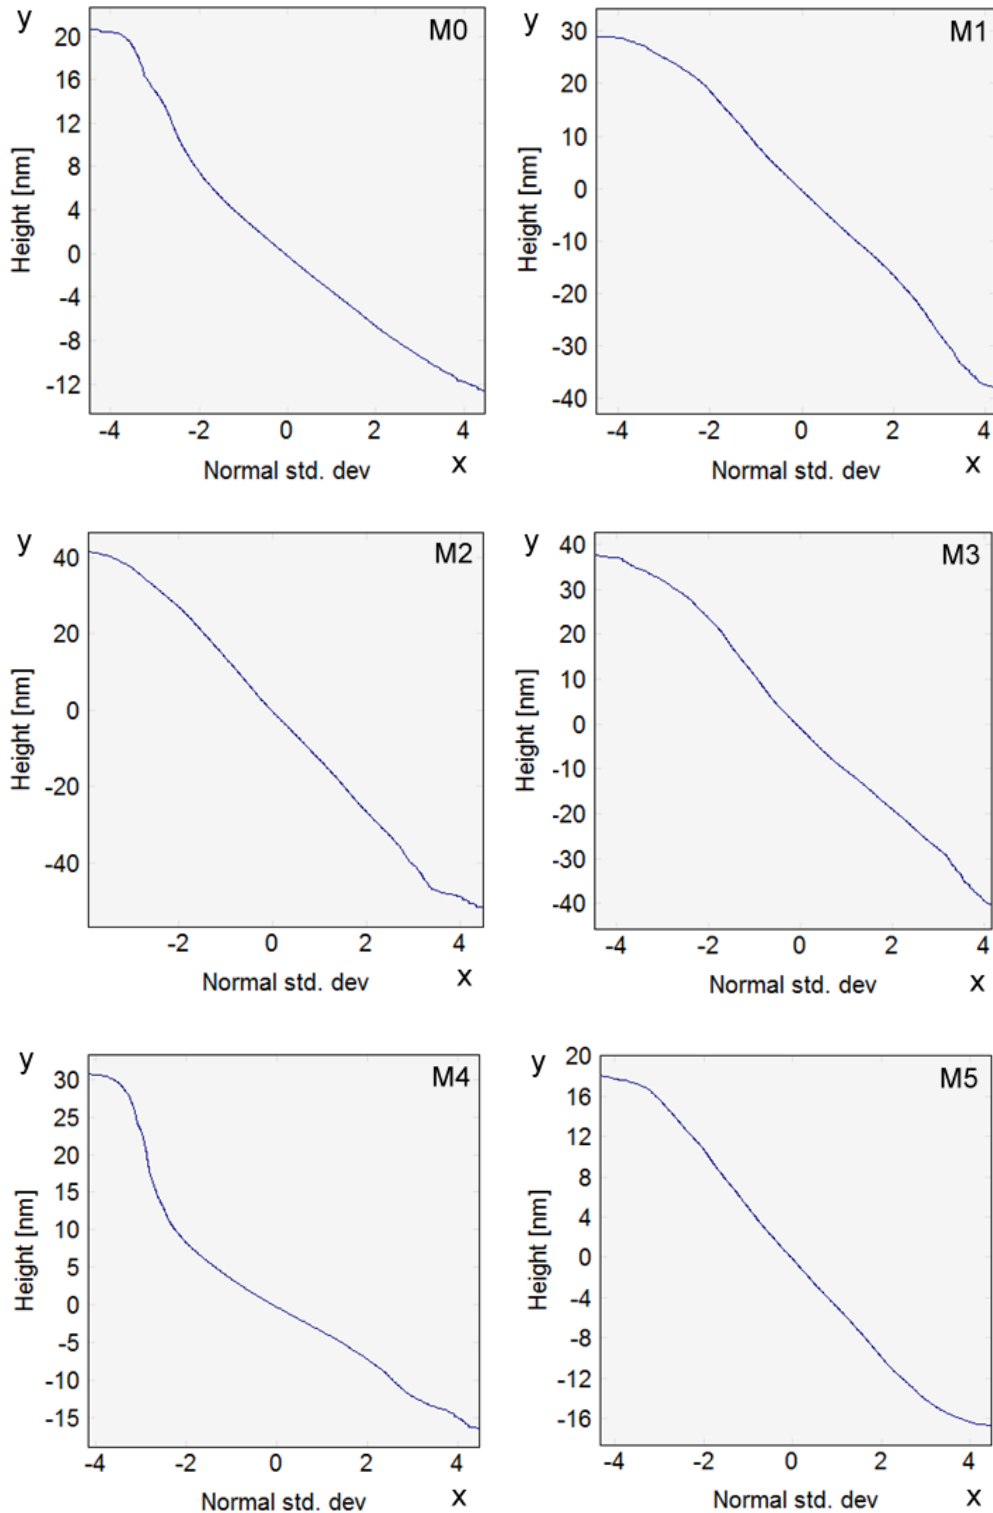 y M0
20
16
12
8
4
0
-4
-8
-12
Height [nm]
-4 -2 0 2 4
Normal std. dev x
y M1
30
20
10
0
-10
-20
-30
-40
Height [nm]
-4 -2 0 2 4
Normal std. dev x
y M2
40
20
0
-20
-40
Height [nm]
-2 0 2 4
Normal std. dev x
y M3
40
30
20
10
0
-10
-20
-30
-40
Height [nm]
-4 -2 0 2 4
Normal std. dev x
y M4
30
25
20
15
10
5
0
-5
-10
-15
Height [nm]
-4 -2 0 2 4
Normal std. dev x
y M5
20
16
12
8
4
0
-4
-8
-12
-16
Height [nm]
-4 -2 0 2 4
Normal std. dev x